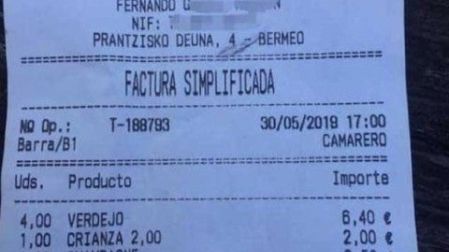 FERNANDO G
NIF:
PRANTZISKO DEUNA, 4 - BERMEO
FACTURA SIMPLIFICADA
NQ Op.: T-188793 30/05/2019 17:00
Barra/B1 CAMARERO
Uds. Producto Importe
4,00 VERDEJO 6,40 €
1,00 CRIANZA 2,00 2,00 €